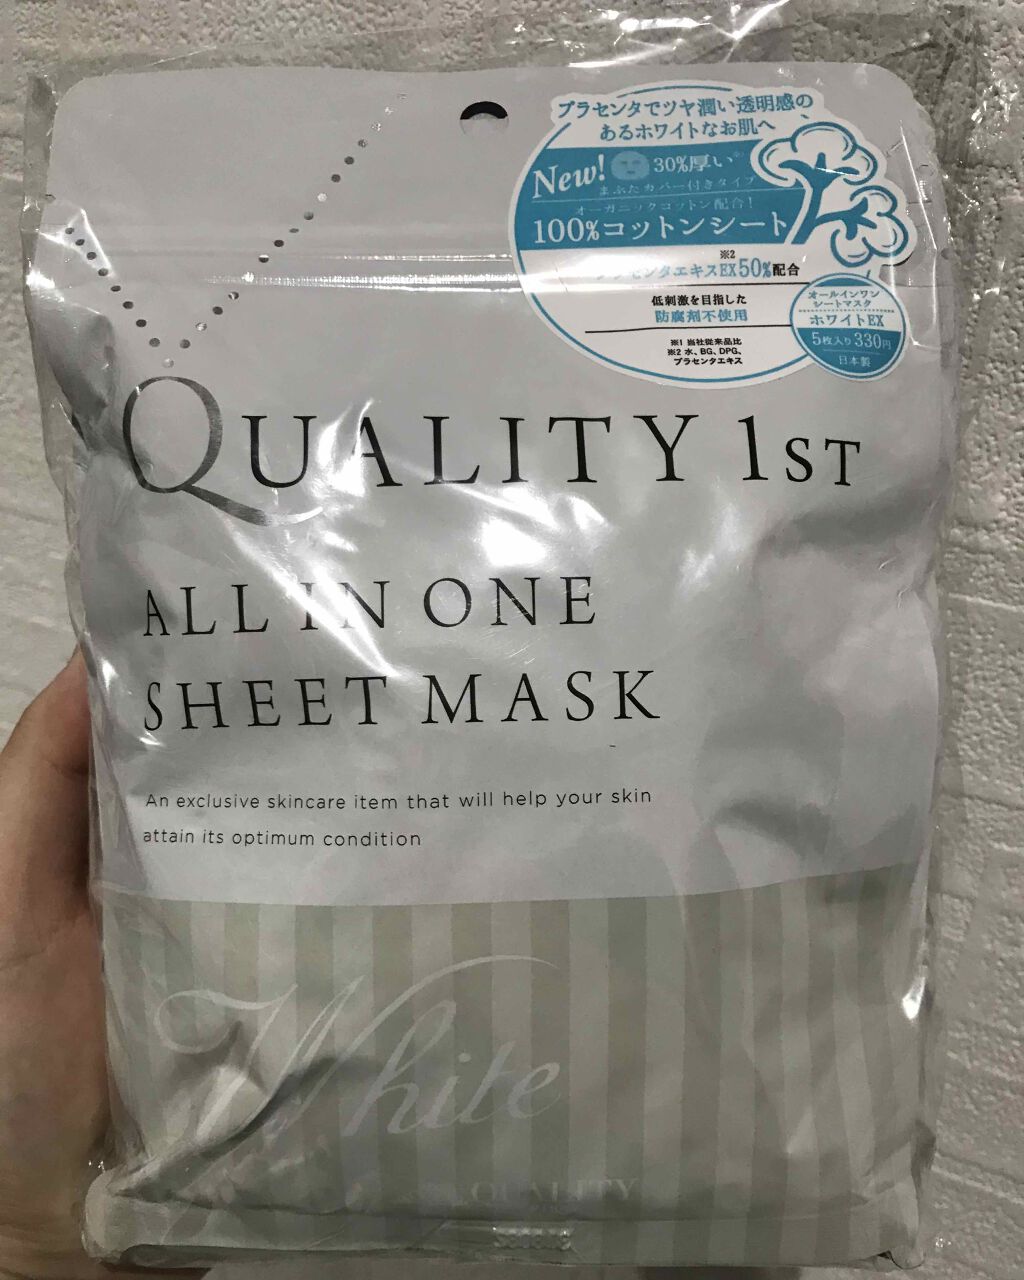 プラセンタでツヤ潤い透明感の
あるホワイトなお肌へ
New! 30%厚い※1
まぶたカバー付きタイプ
オーガニックコットン配合！
100%コットンシート
※2
プラセンタエキスEX50%配合
低刺激を目指した
防腐剤不使用
※1 当社従来品比
※2 水、BG、DPG、
プラセンタエキス
オールインワン
シートマスク
ホワイトEX
5枚入り330円
日本製
QUALITY 1ST
ALL IN ONE
SHEET MASK
An exclusive skincare item that will help your skin
attain its optimum condition
White
QUALITY